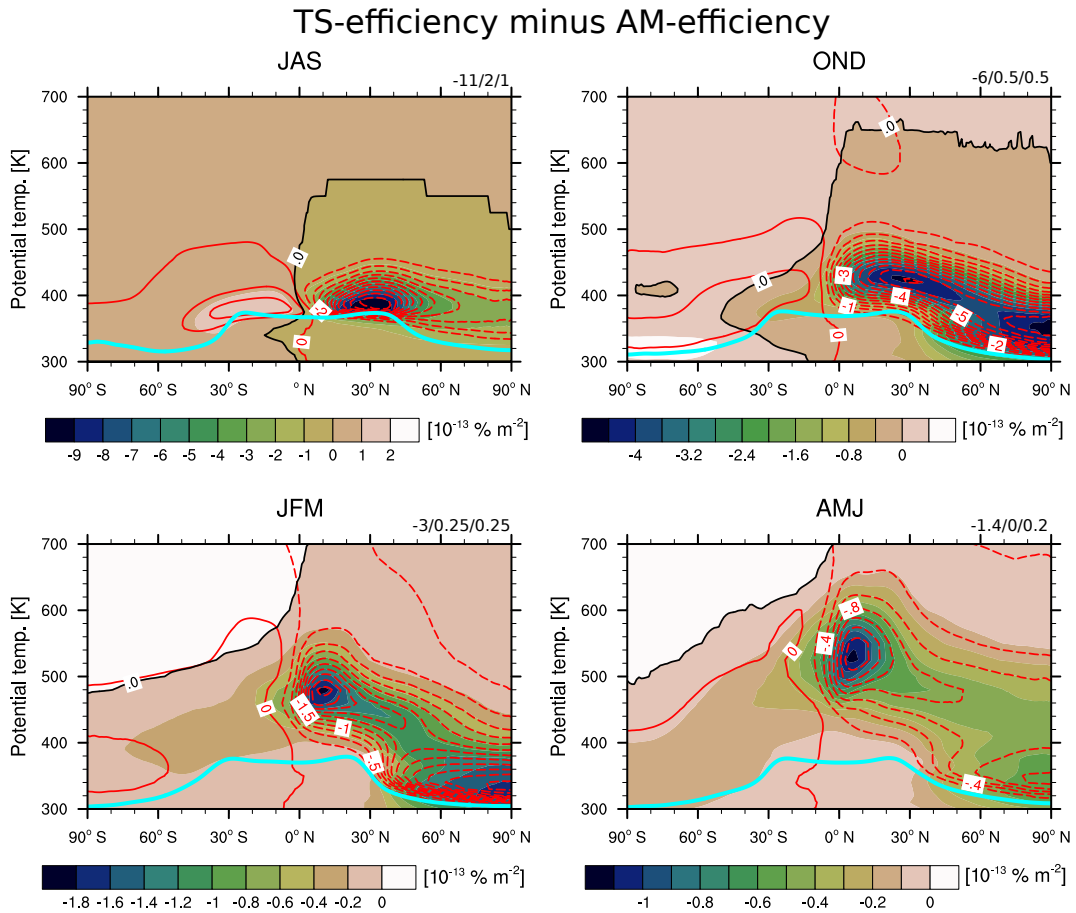 TS-efficiency minus AM-efficiency
JAS
-11/2/1
OND
-6/0.5/0.5
Potential temp. [K]
700
600
500
400
300
.0
-2
0
90° S 60° S 30° S ° N 30° N 60° N 90° N
Potential temp. [K]
700
600
500
400
300
.0
.0
-3
-1
-4
-5
-2
0
90° S 60° S 30° S 0° N 30° N 60° N 90° N
-9 -8 -7 -6 -5 -4 -3 -2 -1 0 1 2
[10⁻¹³ % m⁻²]
-4 -3.2 -2.4 -1.6 -0.8 0
[10⁻¹³ % m⁻²]
JFM
-3/0.25/0.25
AMJ
-1.4/0/0.2
Potential temp. [K]
700
600
500
400
300
.0
0
-1.5
-1
-.5
90° S 60° S 30° S 0° N 30° N 60° N 90° N
Potential temp. [K]
700
600
500
400
300
-.8
-.4
0
-.4
90° S 60° S 30° S 0° N 30° N 60° N 90° N
-1.8 -1.6 -1.4 -1.2 -1 -0.8 -0.6 -0.4 -0.2 0
[10⁻¹³ % m⁻²]
-1 -0.8 -0.6 -0.4 -0.2 0
[10⁻¹³ % m⁻²]